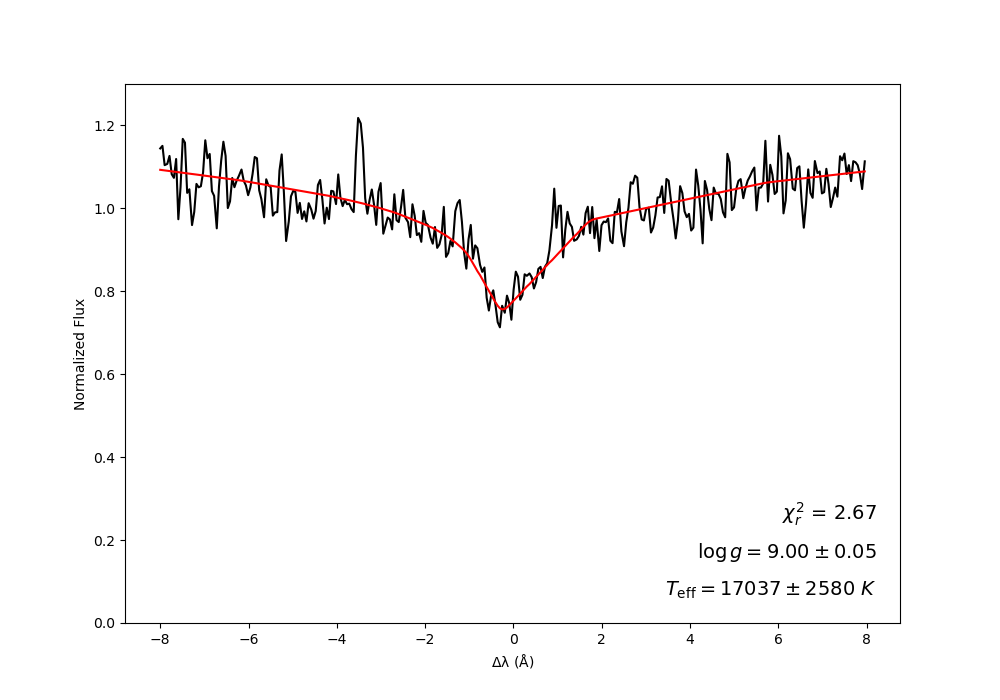 1.2
1.0
0.8
0.6
0.4
0.2
0.0
Normalized Flux
χ²ᵣ = 2.67
log g = 9.00 ± 0.05
T_eff = 17037 ± 2580 K
−8 −6 −4 −2 0 2 4 6 8
Δλ (Å)